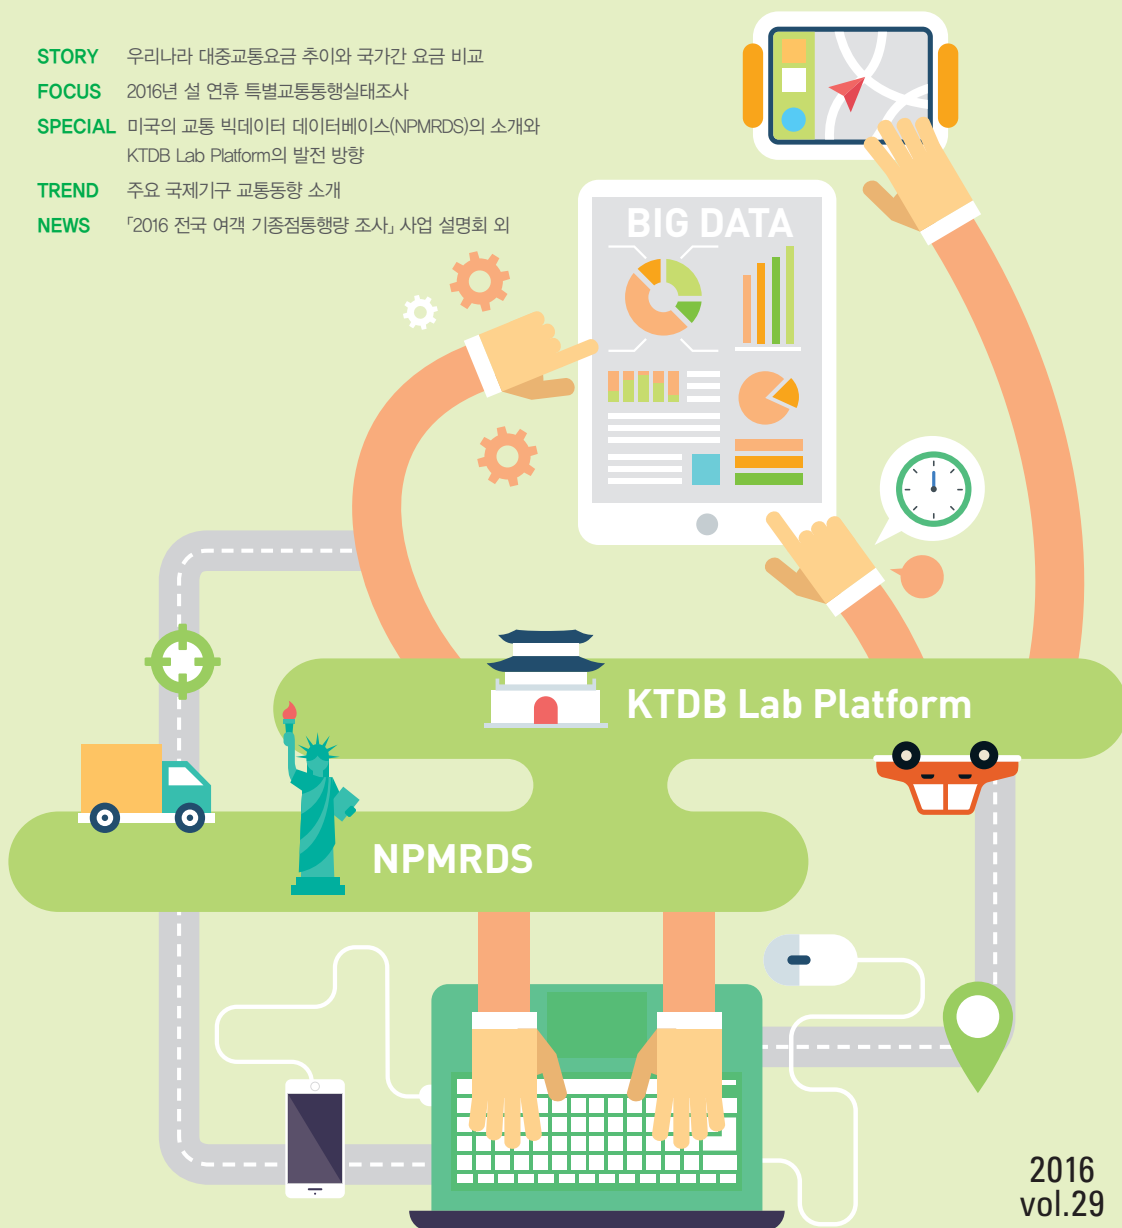 STORY 우리나라 대중교통요금 추이와 국가간 요금 비교
FOCUS 2016년 설 연휴 특별교통통행실태조사
SPECIAL 미국의 교통 빅데이터 데이터베이스(NPMRDS)의 소개와
KTDB Lab Platform의 발전 방향
TREND 주요 국제기구 교통동향 소개
NEWS 「2016 전국 여객 기종점통행량 조사」 사업 설명회 외
BIG DATA
KTDB Lab Platform
NPMRDS
2016
vol.29